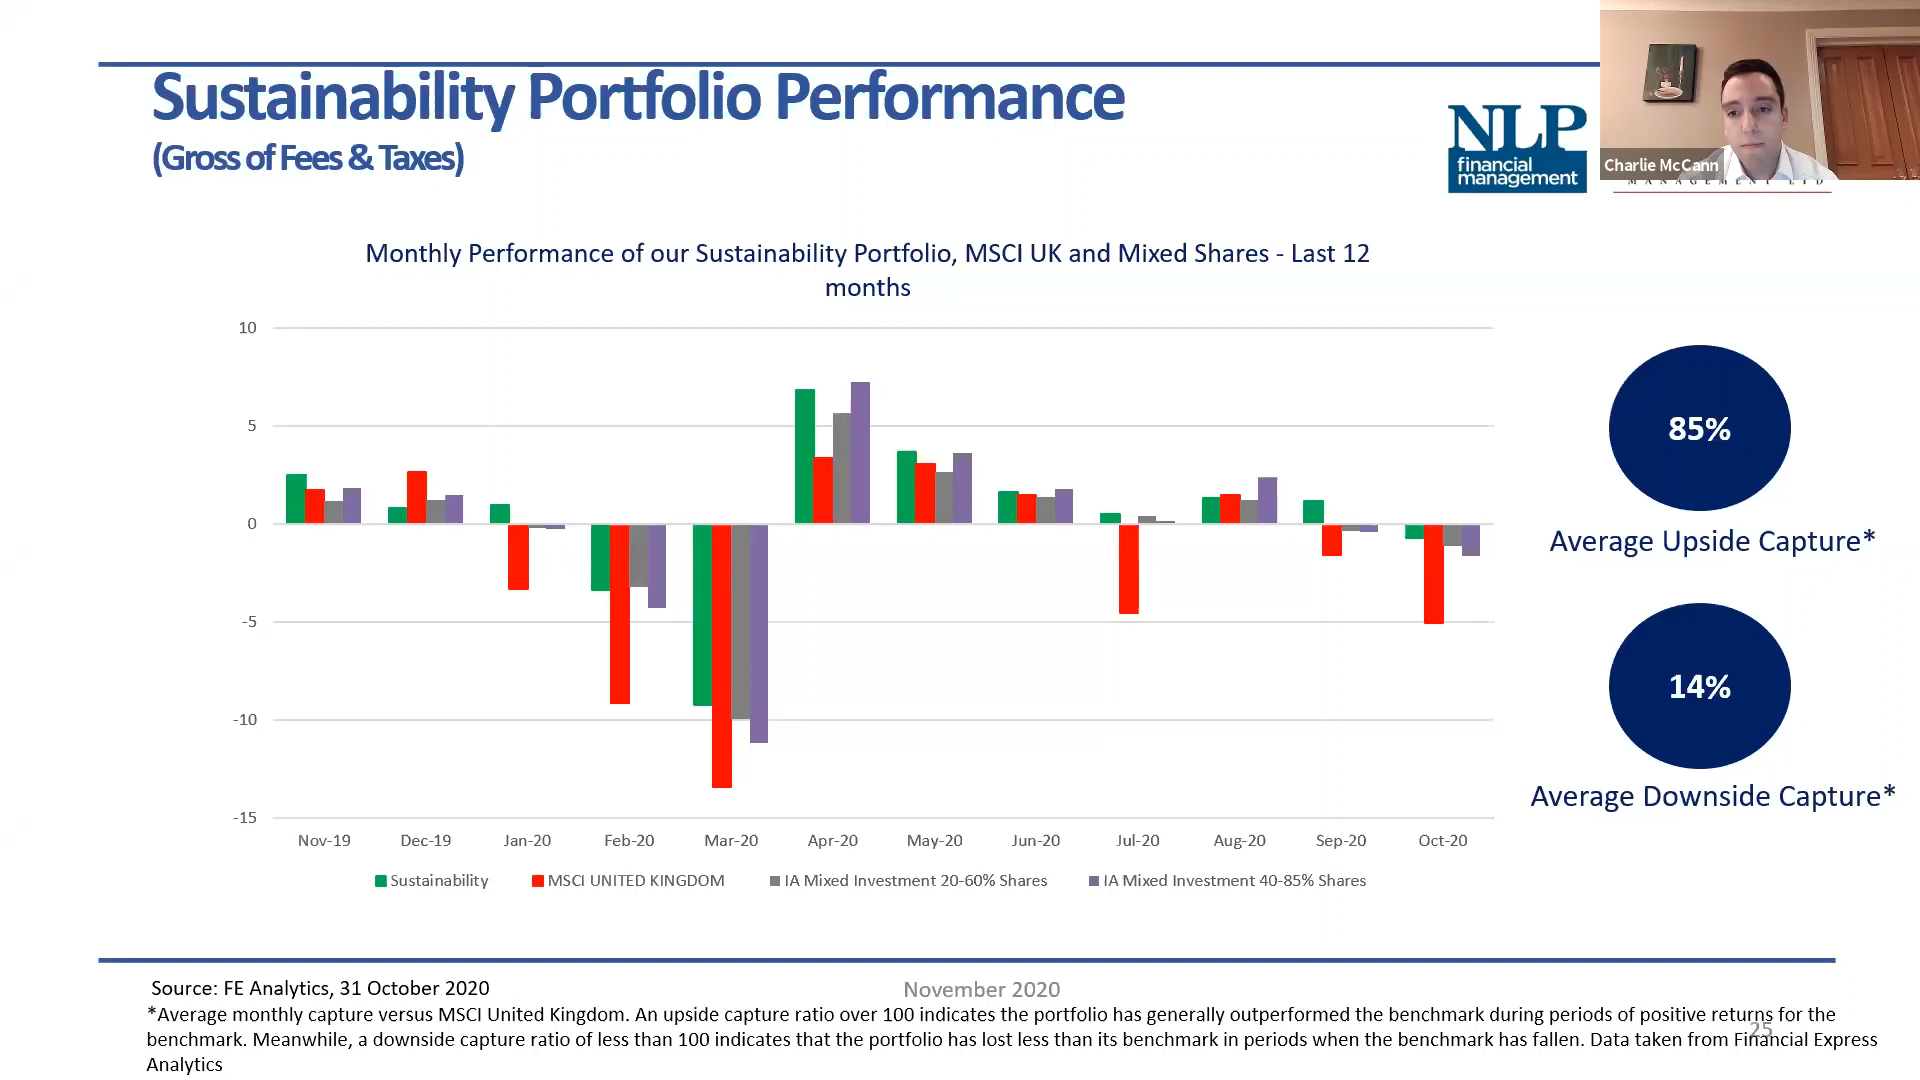 Sustainability Portfolio Performance
(Gross of Fees & Taxes)
NLP
financial
management
Charlie McCann
MANAGEMENT LTD
Monthly Performance of our Sustainability Portfolio, MSCI UK and Mixed Shares - Last 12
months
10
5
0
-5
-10
-15
Nov-19 Dec-19 Jan-20 Feb-20 Mar-20 Apr-20 May-20 Jun-20 Jul-20 Aug-20 Sep-20 Oct-20
Sustainability MSCI UNITED KINGDOM IA Mixed Investment 20-60% Shares IA Mixed Investment 40-85% Shares
85%
Average Upside Capture*
14%
Average Downside Capture*
Source: FE Analytics, 31 October 2020
November 2020
*Average monthly capture versus MSCI United Kingdom. An upside capture ratio over 100 indicates the portfolio has generally outperformed the benchmark during periods of positive returns for the
25
benchmark. Meanwhile, a downside capture ratio of less than 100 indicates that the portfolio has lost less than its benchmark in periods when the benchmark has fallen. Data taken from Financial Express
Analytics